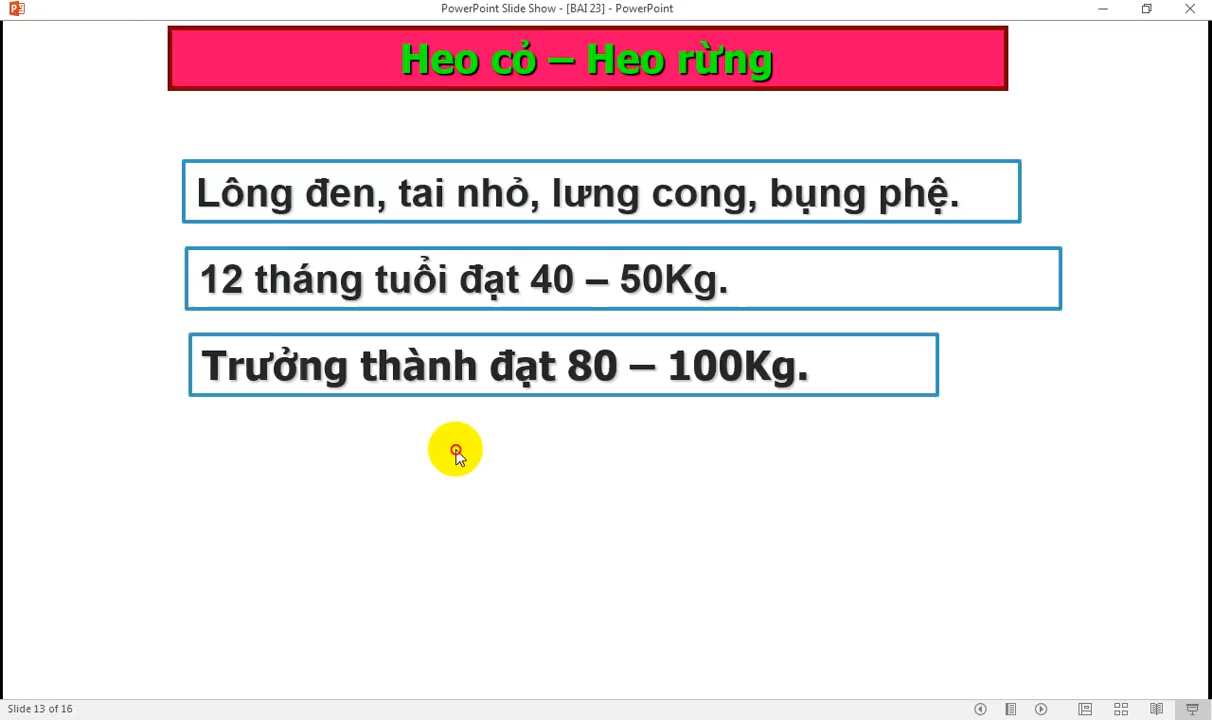 PowerPoint Slide Show - [BAI 23] - PowerPoint
Heo cỏ – Heo rừng
Lông đen, tai nhỏ, lưng cong, bụng phệ.
12 tháng tuổi đạt 40 – 50Kg.
Trưởng thành đạt 80 – 100Kg.
Slide 13 of 16